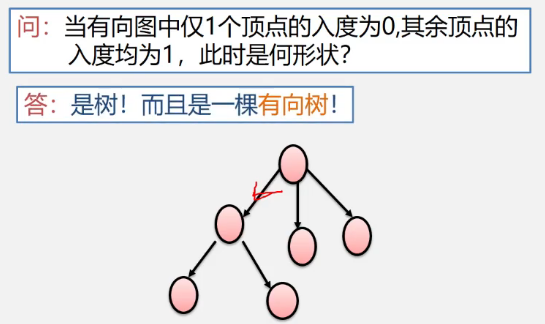 问：当有向图中仅1个顶点的入度为0,其余顶点的
入度均为1，此时是何形状？
答：是树！而且是一棵有向树！